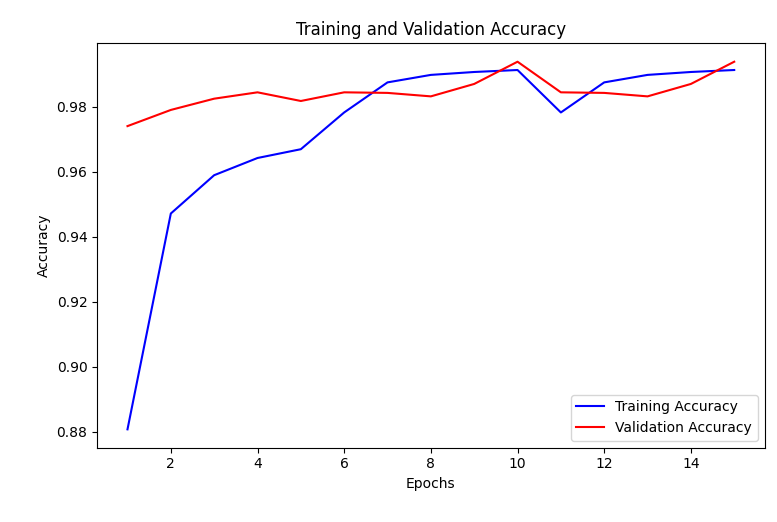 Training and Validation Accuracy
0.98
0.96
0.94
0.92
0.90
0.88
Accuracy
2 4 6 8 10 12 14
Epochs
Training Accuracy
Validation Accuracy